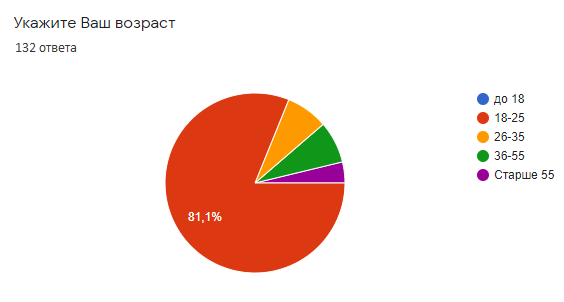 Укажите Ваш возраст
132 ответа
до 18
18-25
26-35
36-55
Старше 55
81,1%